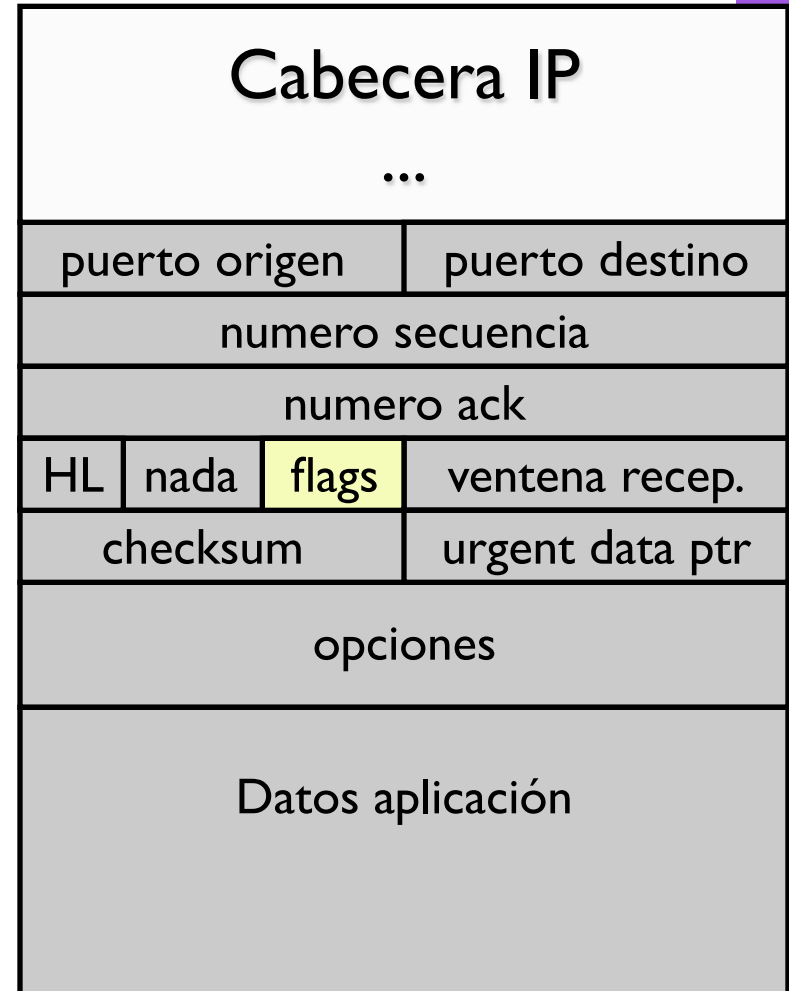 Cabecera IP
...
puerto origen puerto destino
numero secuencia
numero ack
HL nada flags ventena recep.
checksum urgent data ptr
opciones
Datos aplicación